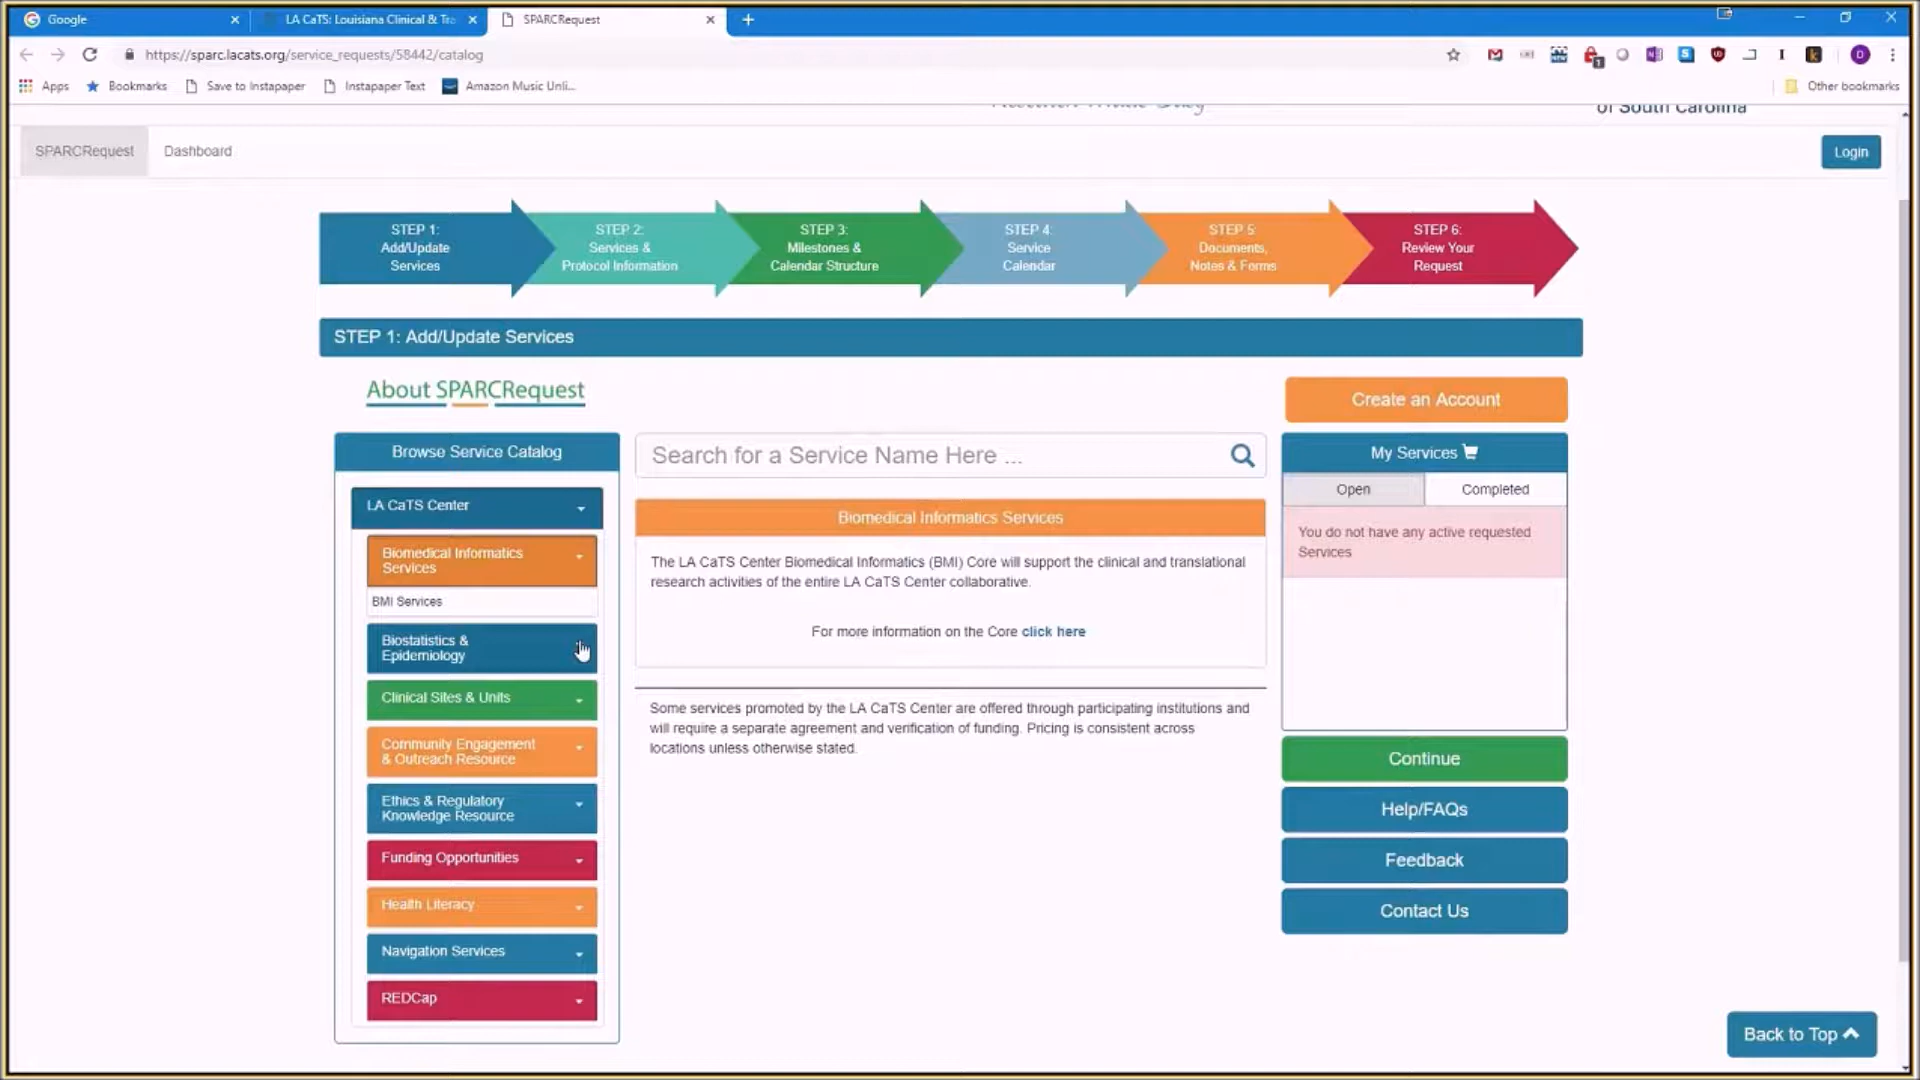 Google
LA CaTS: Louisiana Clinical & Tra
SPARCRequest
https://sparc.lacats.org/service_requests/58442/catalog
Apps
Bookmarks
Save to Instapaper
Instapaper Text
Amazon Music Unli...
Other bookmarks
of South Carolina
SPARCRequest
Dashboard
Login
STEP 1:
Add/Update
Services
STEP 2:
Services &
Protocol Information
STEP 3:
Milestones &
Calendar Structure
STEP 4:
Service
Calendar
STEP 5:
Documents,
Notes & Forms
STEP 6:
Review Your
Request
STEP 1: Add/Update Services
About SPARCRequest
Create an Account
Browse Service Catalog
LA CaTS Center
Biomedical Informatics
Services
BMI Services
Biostatistics &
Epidemiology
Clinical Sites & Units
Community Engagement
& Outreach Resource
Ethics & Regulatory
Knowledge Resource
Funding Opportunities
Health Literacy
Navigation Services
REDCap
Search for a Service Name Here ...
Biomedical Informatics Services
The LA CaTS Center Biomedical Informatics (BMI) Core will support the clinical and translational
research activities of the entire LA CaTS Center collaborative.
For more information on the Core click here
Some services promoted by the LA CaTS Center are offered through participating institutions and
will require a separate agreement and verification of funding. Pricing is consistent across
locations unless otherwise stated.
My Services
Open
Completed
You do not have any active requested
Services
Continue
Help/FAQs
Feedback
Contact Us
Back to Top